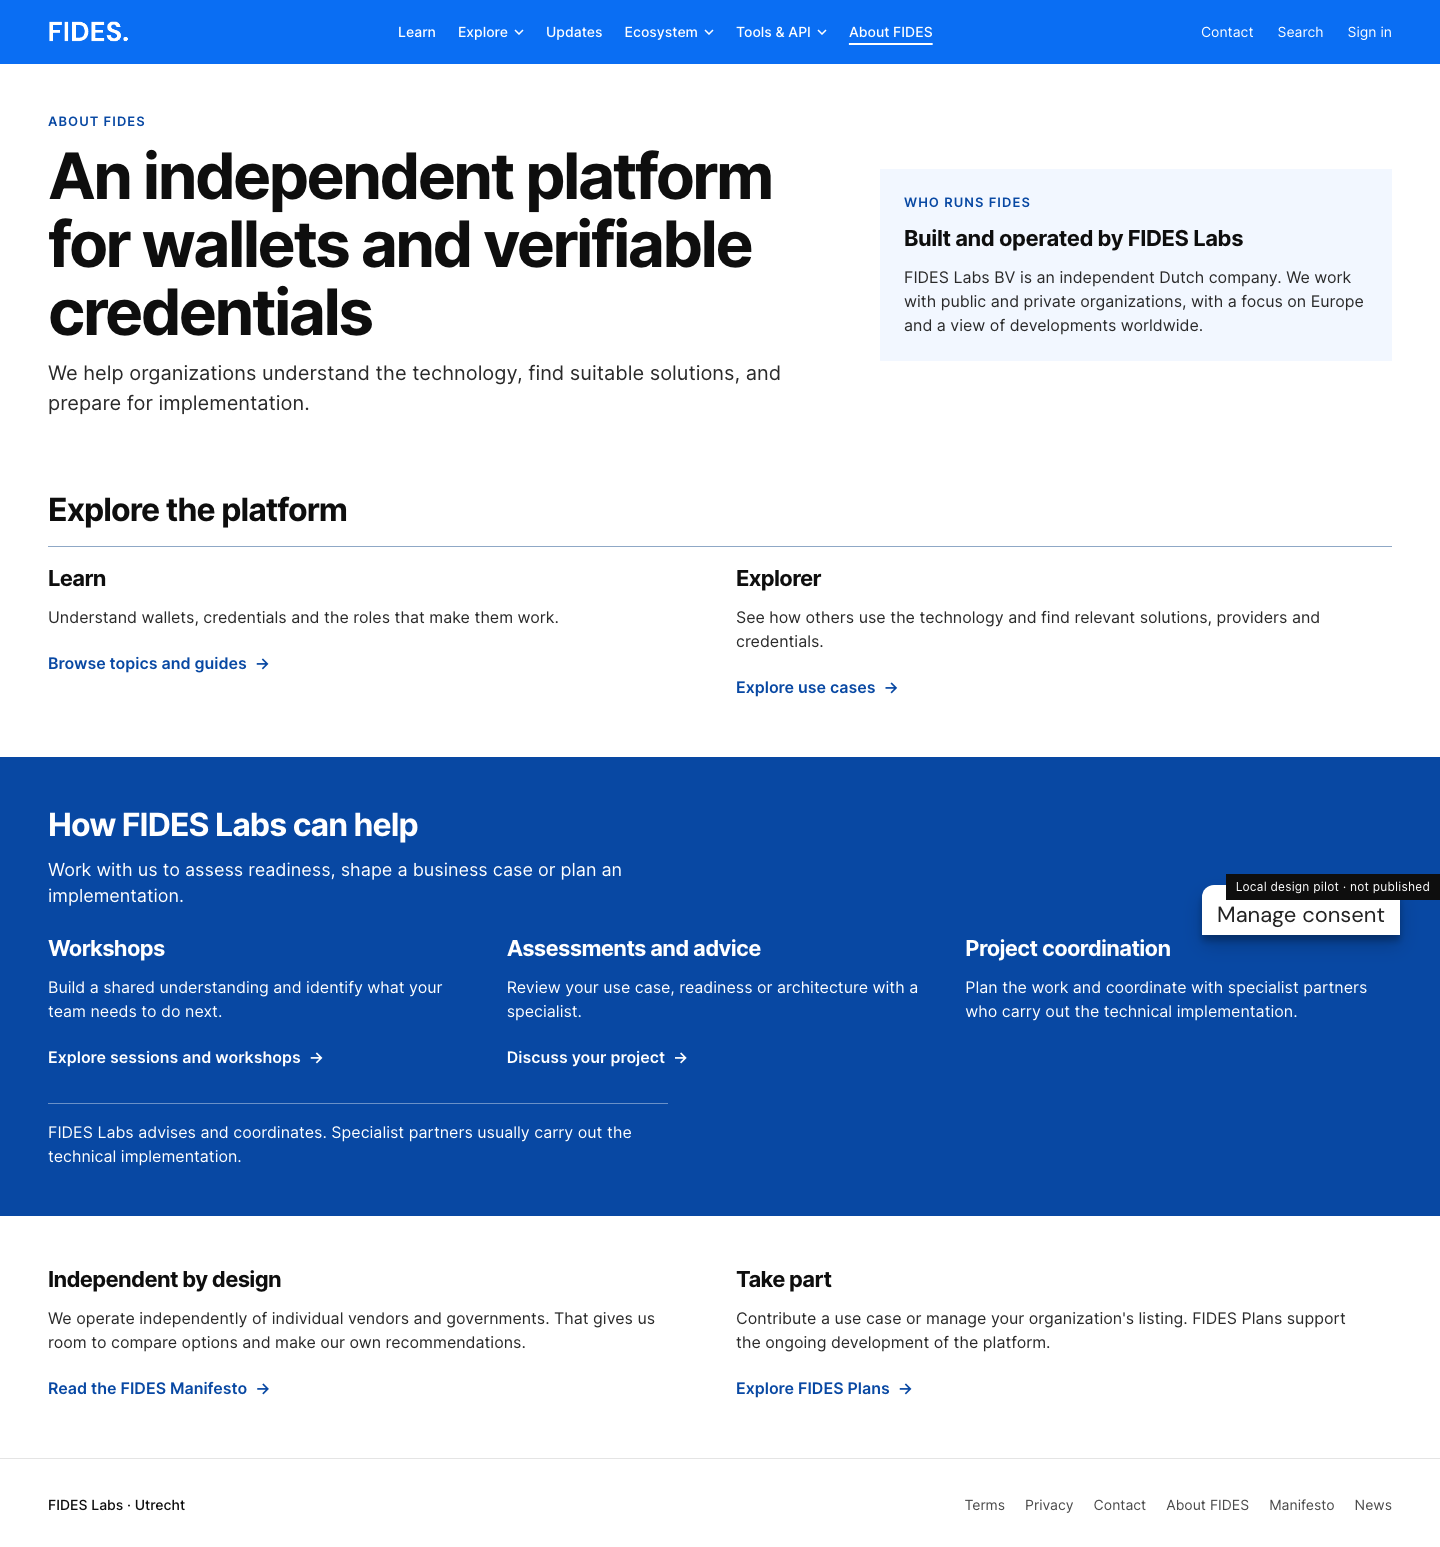 FIDES.
Learn
Explore
Updates
Ecosystem
Tools & API
About FIDES
Contact
Search
Sign in
ABOUT FIDES
An independent platform
for wallets and verifiable
credentials
We help organizations understand the technology, find suitable solutions, and
prepare for implementation.
WHO RUNS FIDES
Built and operated by FIDES Labs
FIDES Labs BV is an independent Dutch company. We work
with public and private organizations, with a focus on Europe
and a view of developments worldwide.
Explore the platform
Learn
Understand wallets, credentials and the roles that make them work.
Browse topics and guides →
Explorer
See how others use the technology and find relevant solutions, providers and
credentials.
Explore use cases →
How FIDES Labs can help
Work with us to assess readiness, shape a business case or plan an
implementation.
Local design pilot · not published
Manage consent
Workshops
Build a shared understanding and identify what your
team needs to do next.
Explore sessions and workshops →
Assessments and advice
Review your use case, readiness or architecture with a
specialist.
Discuss your project →
Project coordination
Plan the work and coordinate with specialist partners
who carry out the technical implementation.
FIDES Labs advises and coordinates. Specialist partners usually carry out the
technical implementation.
Independent by design
We operate independently of individual vendors and governments. That gives us
room to compare options and make our own recommendations.
Read the FIDES Manifesto →
Take part
Contribute a use case or manage your organization's listing. FIDES Plans support
the ongoing development of the platform.
Explore FIDES Plans →
FIDES Labs · Utrecht
Terms
Privacy
Contact
About FIDES
Manifesto
News